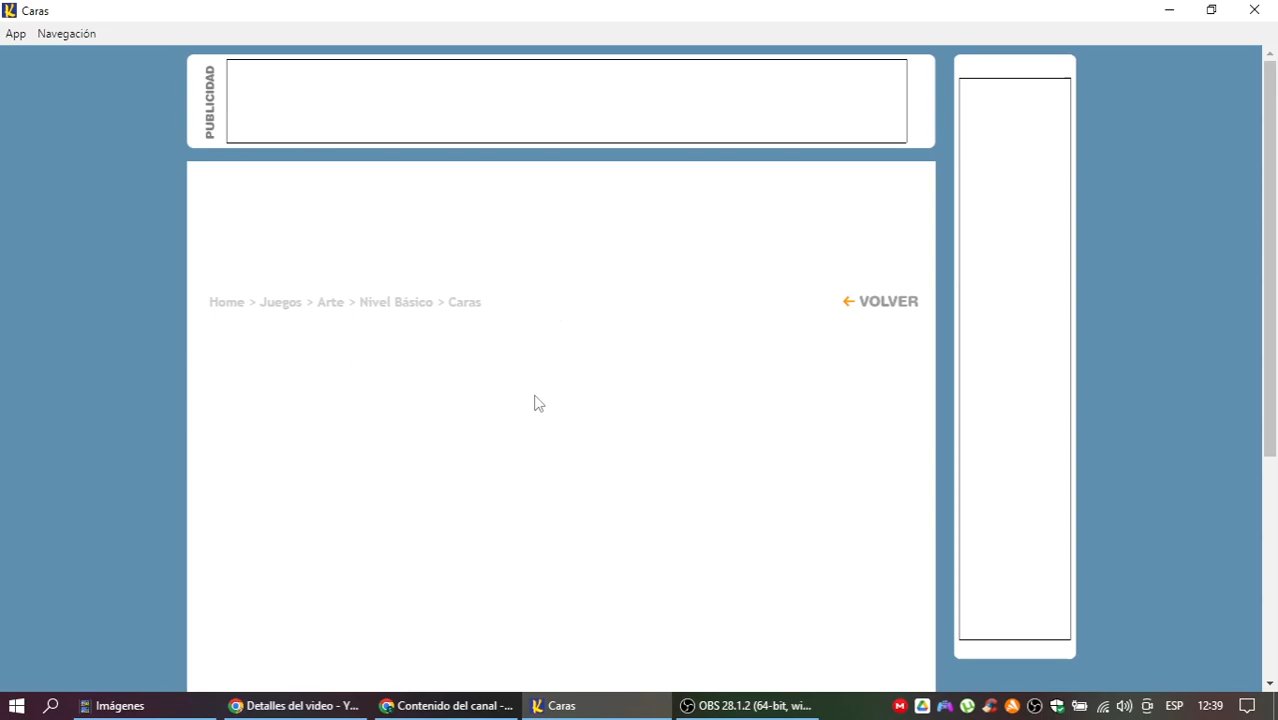 Caras
App Navegación
PUBLICIDAD
Home > Juegos > Arte > Nivel Básico > Caras
← VOLVER
Imágenes
Detalles del video - Y...
Contenido del canal -...
Caras
OBS 28.1.2 (64-bit, wi...
ESP
12:39